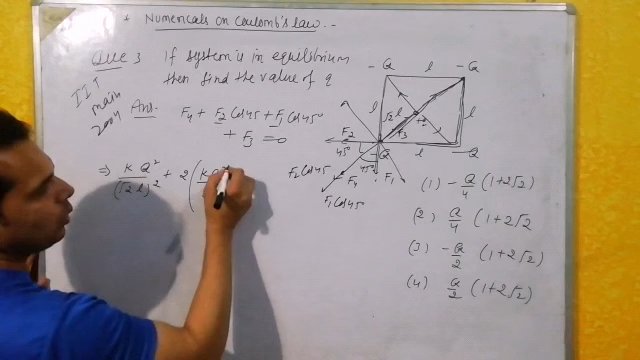 * Numericals on Coulomb's law. -
Que 3 If system is in equilibrium
then find the value of q
IIT
main
2004
Ans:- F4 + F2 Cos45 + F1 Cos45°
+ F3 = 0
⇒ K Q² / (√2 l)² + 2 ( K Q²
-Q l -Q
l √2 l l
F3
F2 Q l -Q
45° 45°
F2 Cos45 F4 F1
F1 Cos45
(1) - Q/4 (1+2√2)
(2) Q/4 (1+2√2
(3) - Q/2 (1+2√2)
(4) Q/2 (1+2√2)